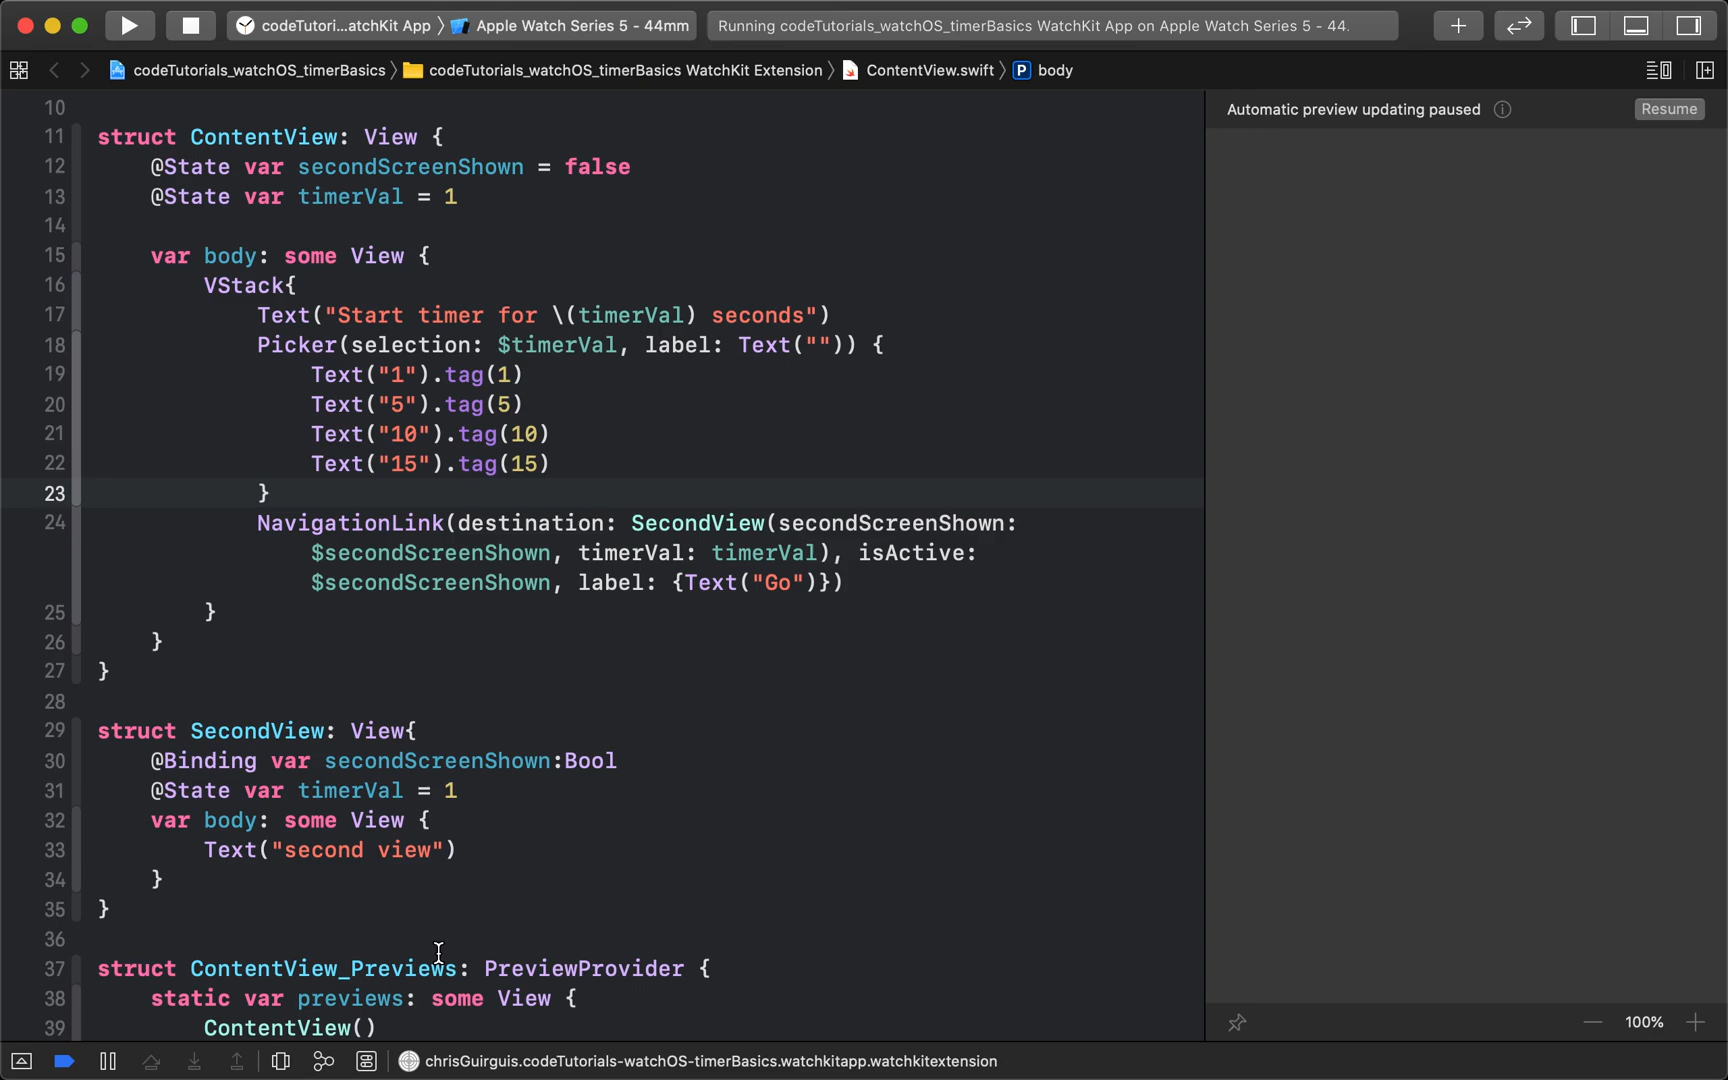 codeTutori...atchKit App 〉 Apple Watch Series 5 - 44mm
Running codeTutorials_watchOS_timerBasics WatchKit App on Apple Watch Series 5 - 44.
codeTutorials_watchOS_timerBasics 〉 codeTutorials_watchOS_timerBasics WatchKit Extension 〉 ContentView.swift 〉 P body
Automatic preview updating paused
Resume
10
11 struct ContentView: View {
12     @State var secondScreenShown = false
13     @State var timerVal = 1
14
15     var body: some View {
16         VStack{
17             Text("Start timer for \(timerVal) seconds")
18             Picker(selection: $timerVal, label: Text("")) {
19                 Text("1").tag(1)
20                 Text("5").tag(5)
21                 Text("10").tag(10)
22                 Text("15").tag(15)
23             }
24             NavigationLink(destination: SecondView(secondScreenShown:
                $secondScreenShown, timerVal: timerVal), isActive:
                $secondScreenShown, label: {Text("Go")})
25         }
26     }
27 }
28
29 struct SecondView: View{
30     @Binding var secondScreenShown:Bool
31     @State var timerVal = 1
32     var body: some View {
33         Text("second view")
34     }
35 }
36
37 struct ContentView_Previews: PreviewProvider {
38     static var previews: some View {
39         ContentView()
100%
chrisGuirguis.codeTutorials-watchOS-timerBasics.watchkitapp.watchkitextension